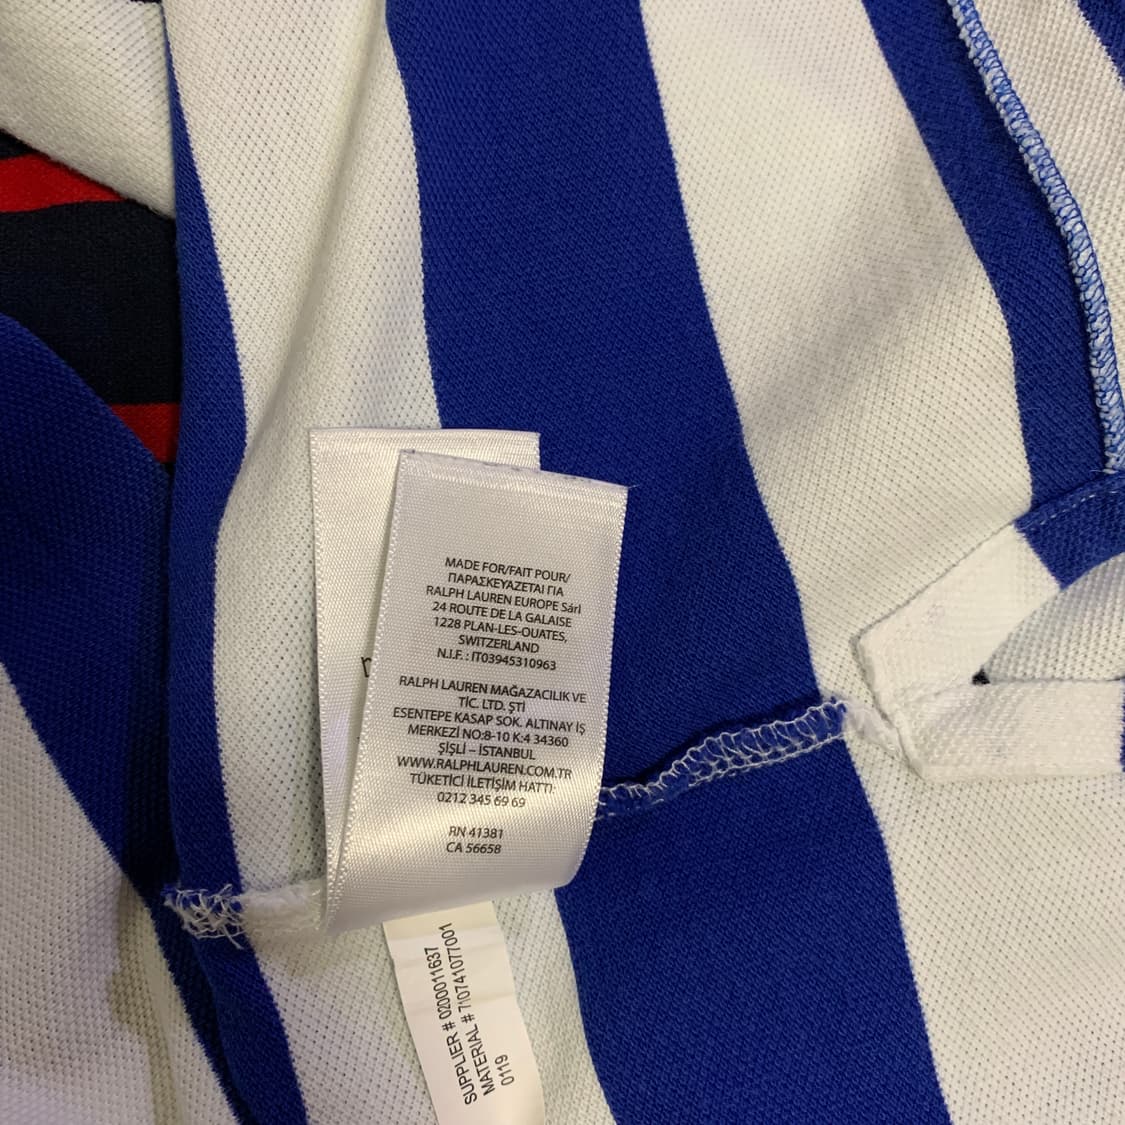 MADE FOR/FAIT POUR/
ΠΑΡΑΣΚΕΥΑΖΕΤΑΙ ΓΙΑ
RALPH LAUREN EUROPE Sárl
24 ROUTE DE LA GALAISE
1228 PLAN-LES-OUATES,
SWITZERLAND
N.I.F. : IT03945310963
RALPH LAUREN MAĞAZACILIK VE
TİC. LTD. ŞTİ
ESENTEPE KASAP SOK. ALTINAY İŞ
MERKEZİ NO:8-10 K:4 34360
ŞİŞLİ – İSTANBUL
WWW.RALPHLAUREN.COM.TR
TÜKETİCİ İLETİŞİM HATTI:
0212 345 69 69
RN 41381
CA 56658
SUPPLIER # 0200011637
MATERIAL # 710741077001
0119